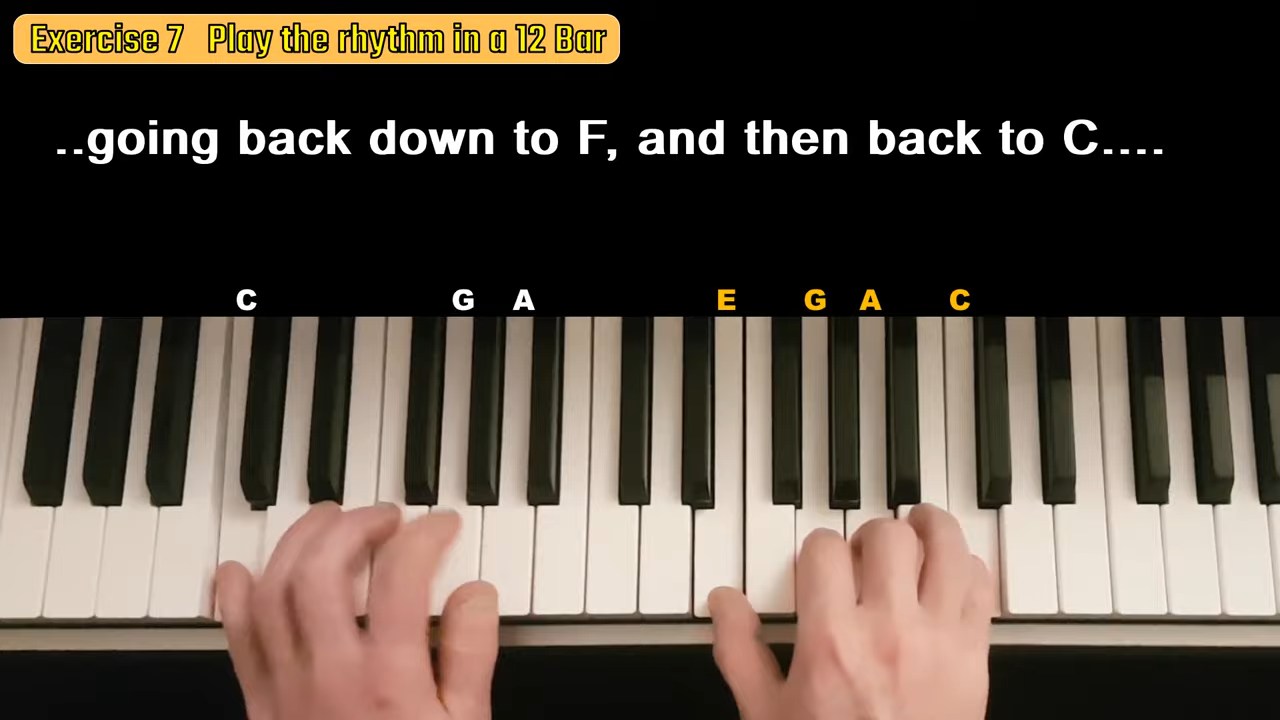 Exercise 7 Play the rhythm in a 12 Bar
..going back down to F, and then back to C....
C G A E G A C